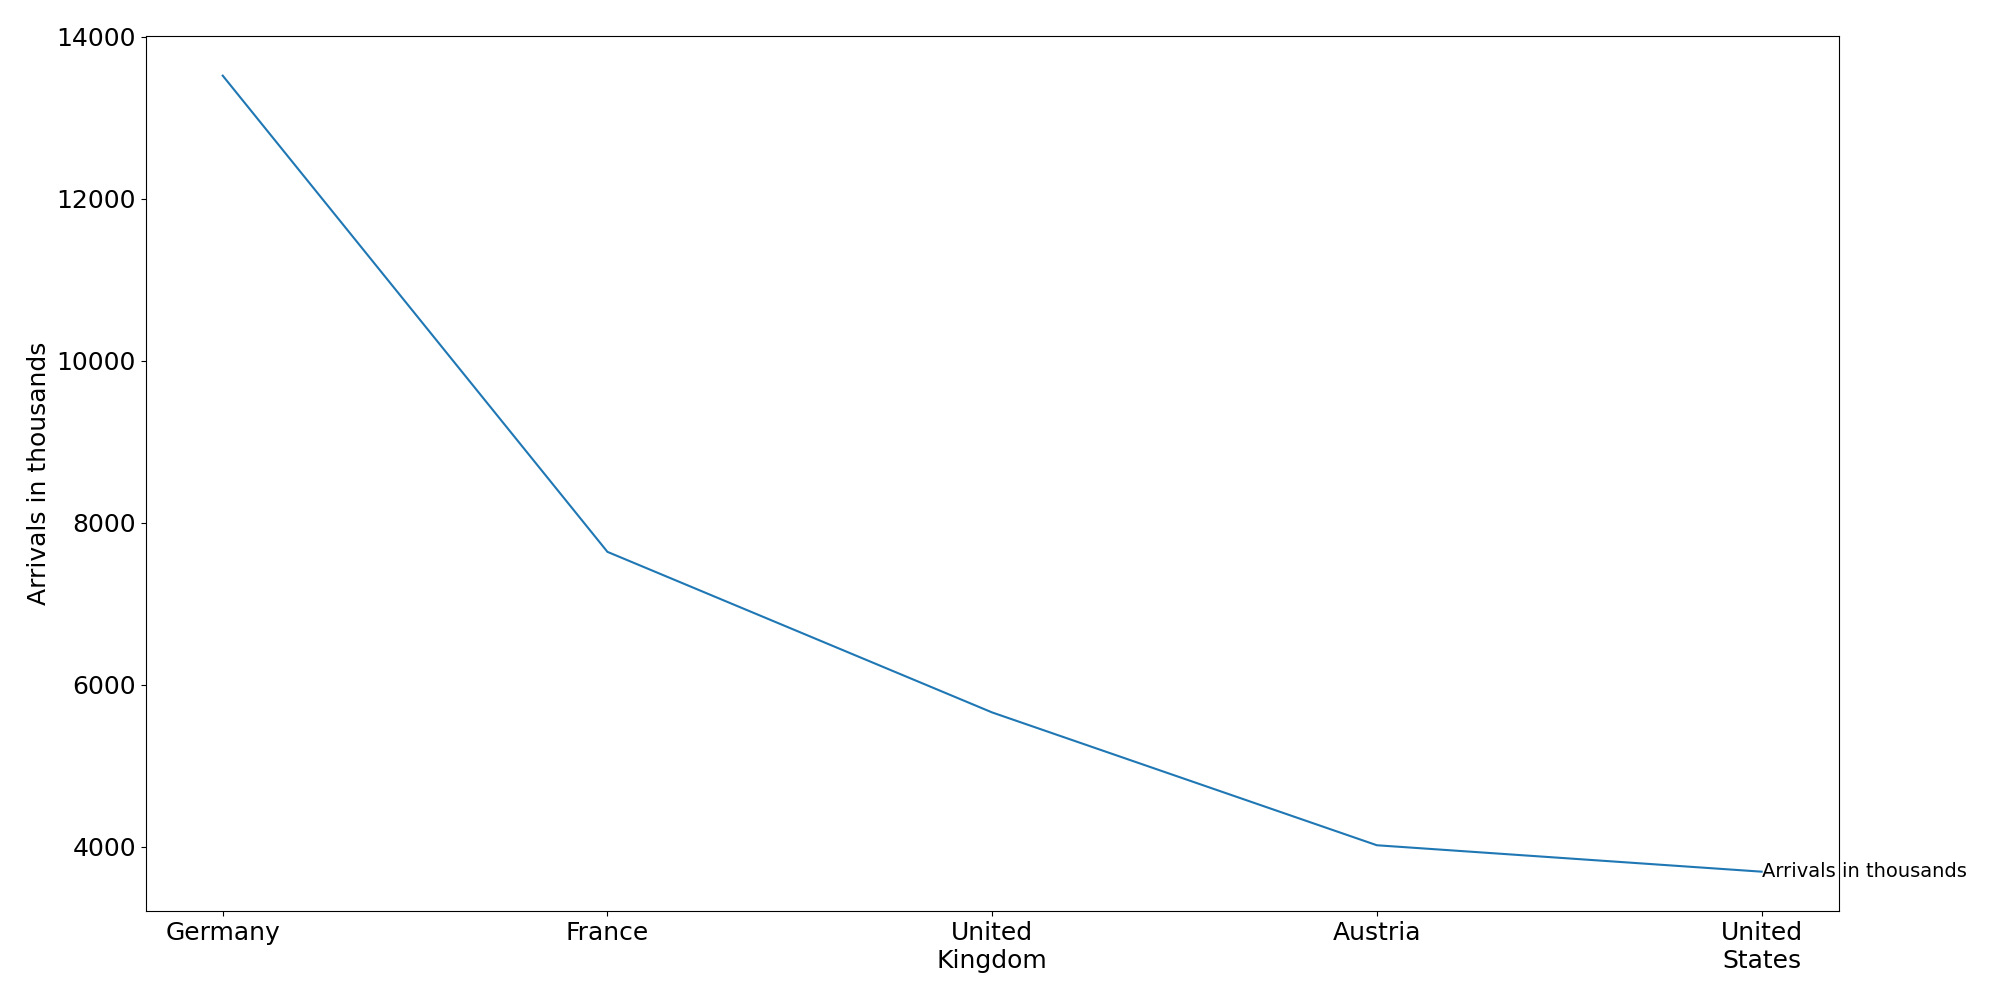 14000
12000
10000
8000
6000
4000
Arrivals in thousands
Arrivals in thousands
Germany
France
United
Kingdom
Austria
United
States